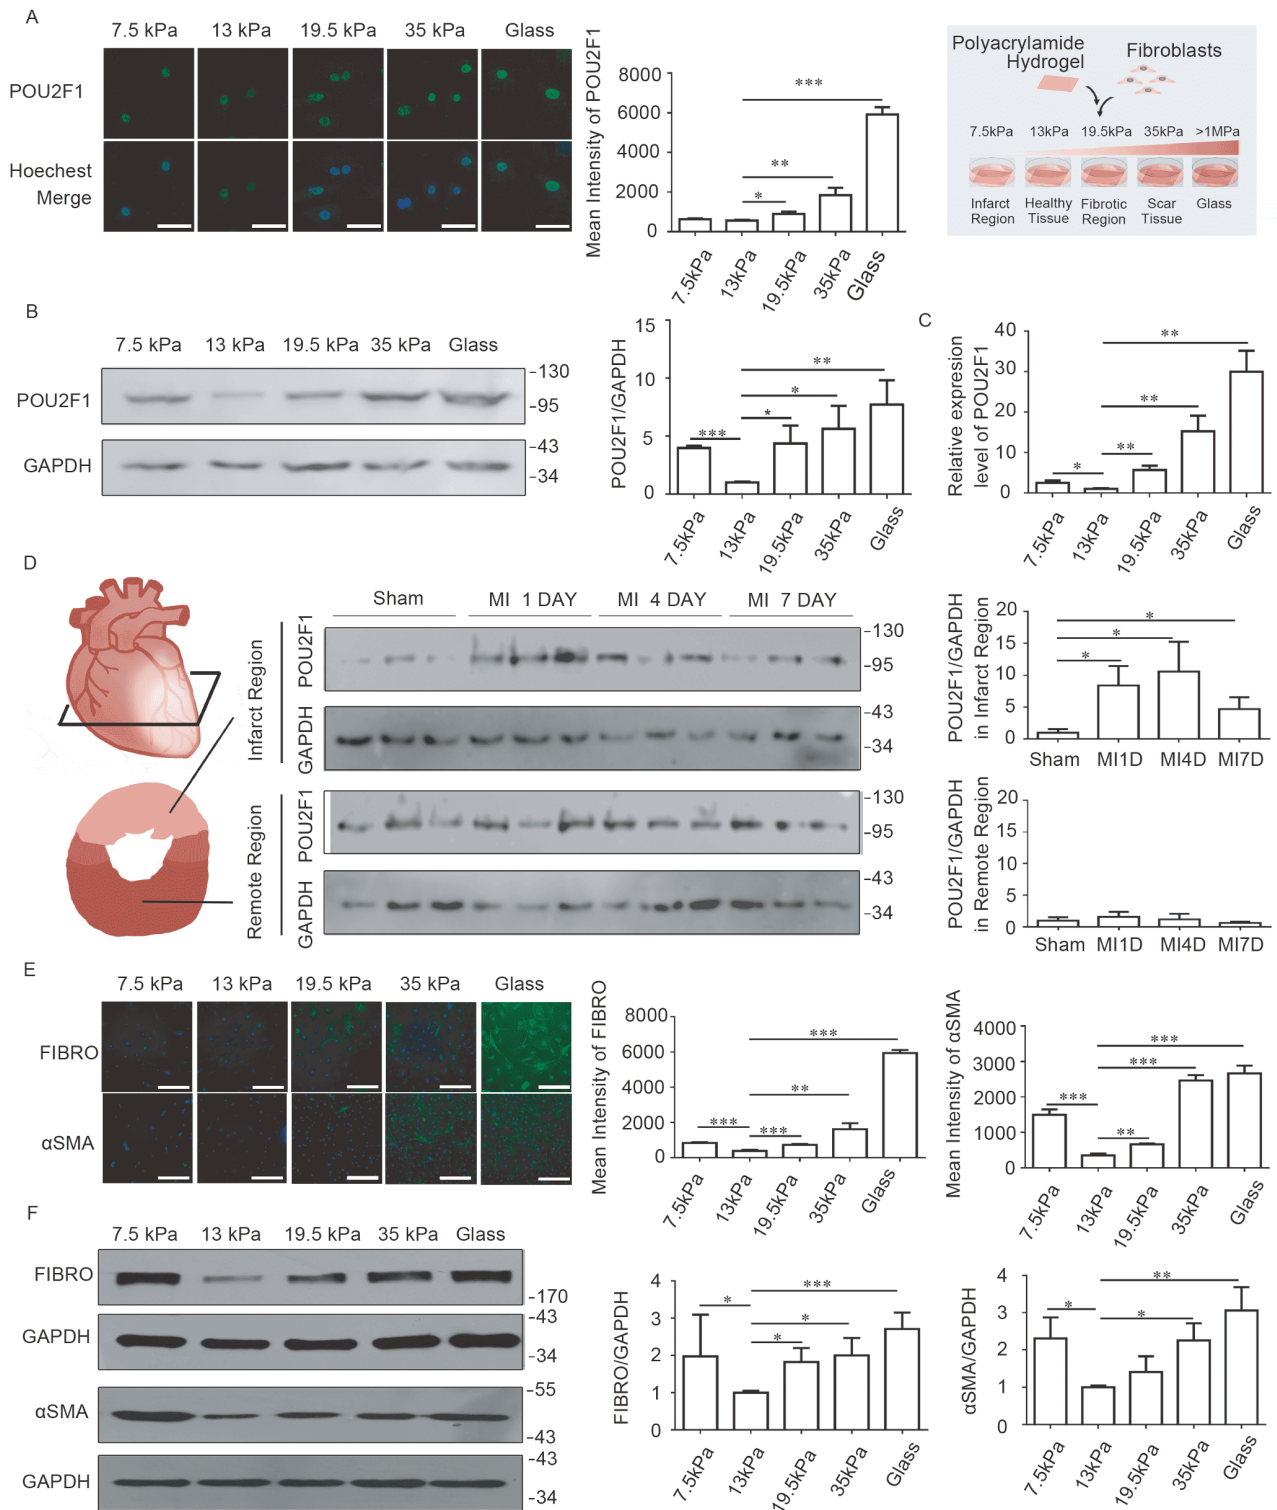 A
7.5 kPa 13 kPa 19.5 kPa 35 kPa Glass
POU2F1
Hoechest
Merge
Mean Intensity of POU2F1
8000
6000
4000
2000
0
***
**
*
7.5kPa 13kPa 19.5kPa 35kPa Glass
Polyacrylamide
Hydrogel
Fibroblasts
7.5kPa 13kPa 19.5kPa 35kPa >1MPa
Infarct Healthy Fibrotic Scar Glass
Region Tissue Region Tissue
B
7.5 kPa 13 kPa 19.5 kPa 35 kPa Glass
POU2F1
-130
-95
GAPDH
-43
-34
POU2F1/GAPDH
15
10
5
0
**
*
*
***
7.5kPa 13kPa 19.5kPa 35kPa Glass
C
Relative expression
level of POU2F1
40
30
20
10
0
**
**
**
*
7.5kPa 13kPa 19.5kPa 35kPa Glass
D
Sham MI 1 DAY MI 4 DAY MI 7 DAY
Infarct Region
POU2F1
-130
-95
GAPDH
-43
-34
Remote Region
POU2F1
-130
-95
GAPDH
-43
-34
POU2F1/GAPDH
in Infarct Region
20
15
10
5
0
*
*
*
Sham MI1D MI4D MI7D
POU2F1/GAPDH
in Remote Region
20
15
10
5
0
Sham MI1D MI4D MI7D
E
7.5 kPa 13 kPa 19.5 kPa 35 kPa Glass
FIBRO
αSMA
Mean Intensity of FIBRO
8000
6000
4000
2000
0
***
**
***
***
7.5kPa 13kPa 19.5kPa 35kPa Glass
Mean Intensity of αSMA
4000
3000
2000
1000
0
***
***
***
**
7.5kPa 13kPa 19.5kPa 35kPa Glass
F
7.5 kPa 13 kPa 19.5 kPa 35 kPa Glass
FIBRO
-170
GAPDH
-43
-34
αSMA
-55
-43
GAPDH
-43
-34
FIBRO/GAPDH
4
3
2
1
0
***
*
*
*
7.5kPa 13kPa 19.5kPa 35kPa Glass
αSMA/GAPDH
4
3
2
1
0
**
*
*
7.5kPa 13kPa 19.5kPa 35kPa Glass